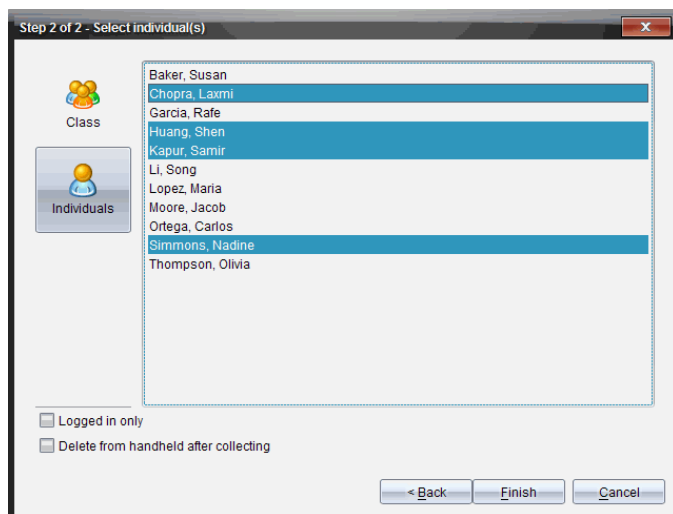 Step 2 of 2 - Select individual(s)
Class
Individuals
Baker, Susan
Chopra, Laxmi
Garcia, Rafe
Huang, Shen
Kapur, Samir
Li, Song
Lopez, Maria
Moore, Jacob
Ortega, Carlos
Simmons, Nadine
Thompson, Olivia
Logged in only
Delete from handheld after collecting
< Back Finish Cancel